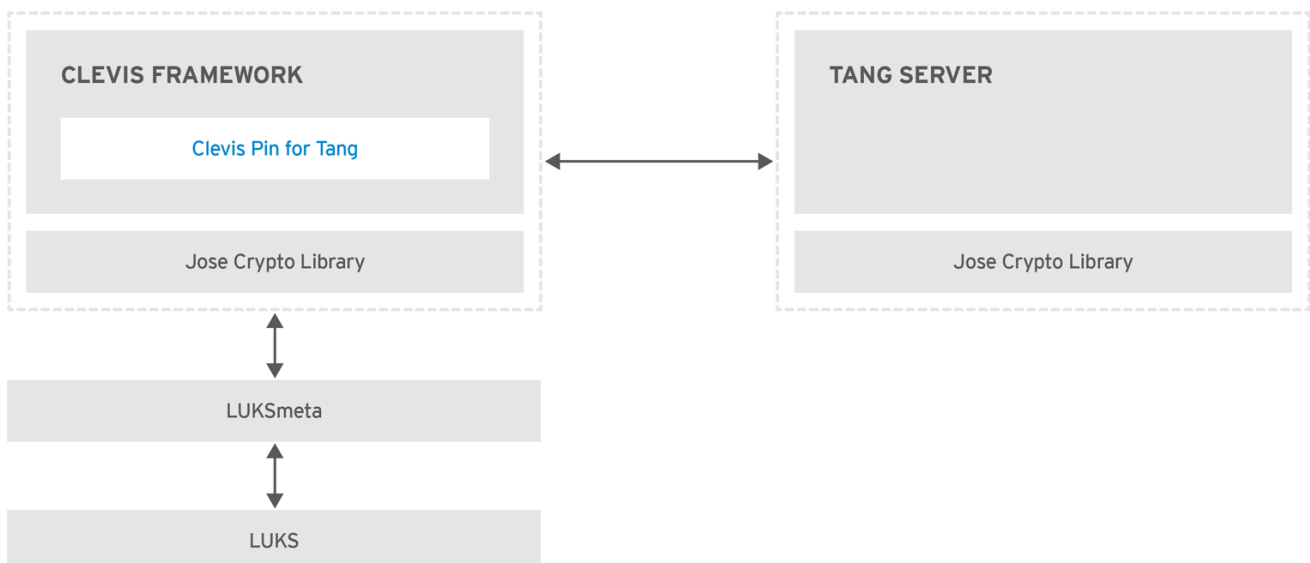 CLEVIS FRAMEWORK
Clevis Pin for Tang
Jose Crypto Library
TANG SERVER
Jose Crypto Library
LUKSmeta
LUKS